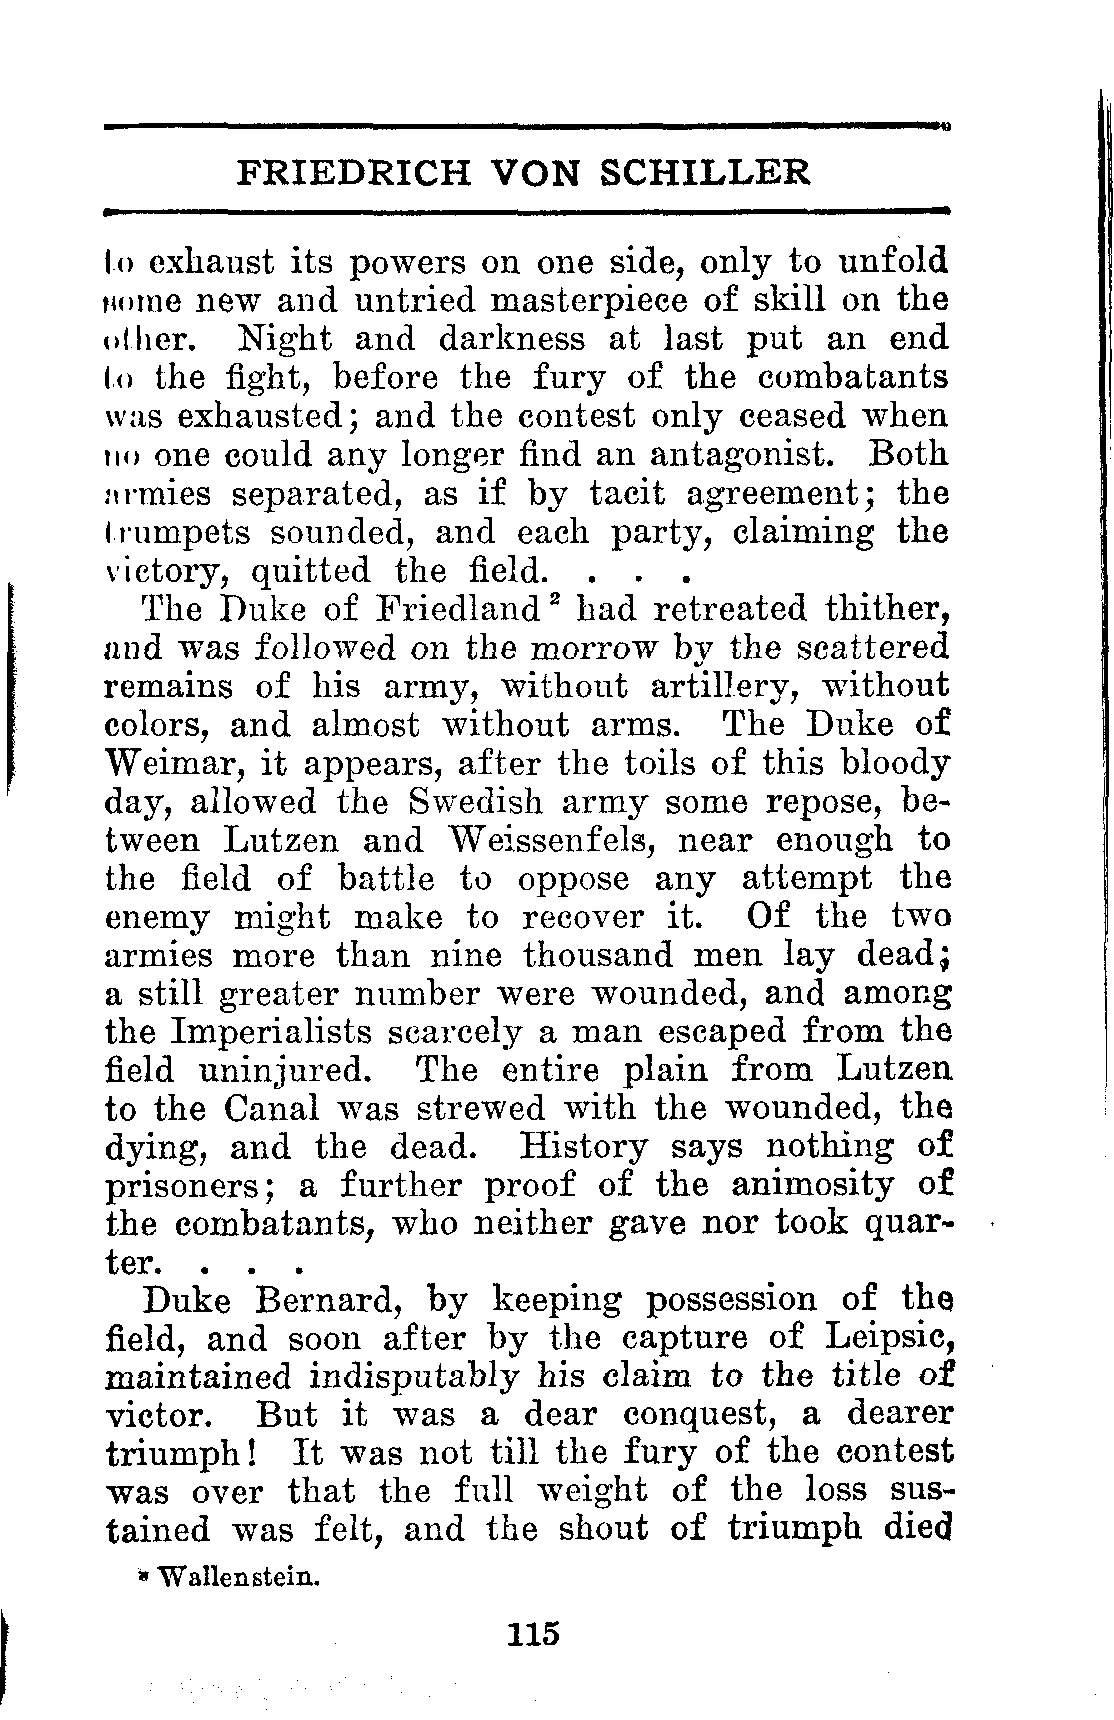 FRIEDRICH VON SCHILLER
to exhaust its powers on one side, only to unfold
some new and untried masterpiece of skill on the
other. Night and darkness at last put an end
to the fight, before the fury of the combatants
was exhausted; and the contest only ceased when
no one could any longer find an antagonist. Both
armies separated, as if by tacit agreement; the
trumpets sounded, and each party, claiming the
victory, quitted the field. . . .
The Duke of Friedland² had retreated thither,
and was followed on the morrow by the scattered
remains of his army, without artillery, without
colors, and almost without arms. The Duke of
Weimar, it appears, after the toils of this bloody
day, allowed the Swedish army some repose, be-
tween Lutzen and Weissenfels, near enough to
the field of battle to oppose any attempt the
enemy might make to recover it. Of the two
armies more than nine thousand men lay dead;
a still greater number were wounded, and among
the Imperialists scarcely a man escaped from the
field uninjured. The entire plain from Lutzen
to the Canal was strewed with the wounded, the
dying, and the dead. History says nothing of
prisoners; a further proof of the animosity of
the combatants, who neither gave nor took quar-
ter. . . .
Duke Bernard, by keeping possession of the
field, and soon after by the capture of Leipsic,
maintained indisputably his claim to the title of
victor. But it was a dear conquest, a dearer
triumph! It was not till the fury of the contest
was over that the full weight of the loss sus-
tained was felt, and the shout of triumph died
² Wallenstein.
115